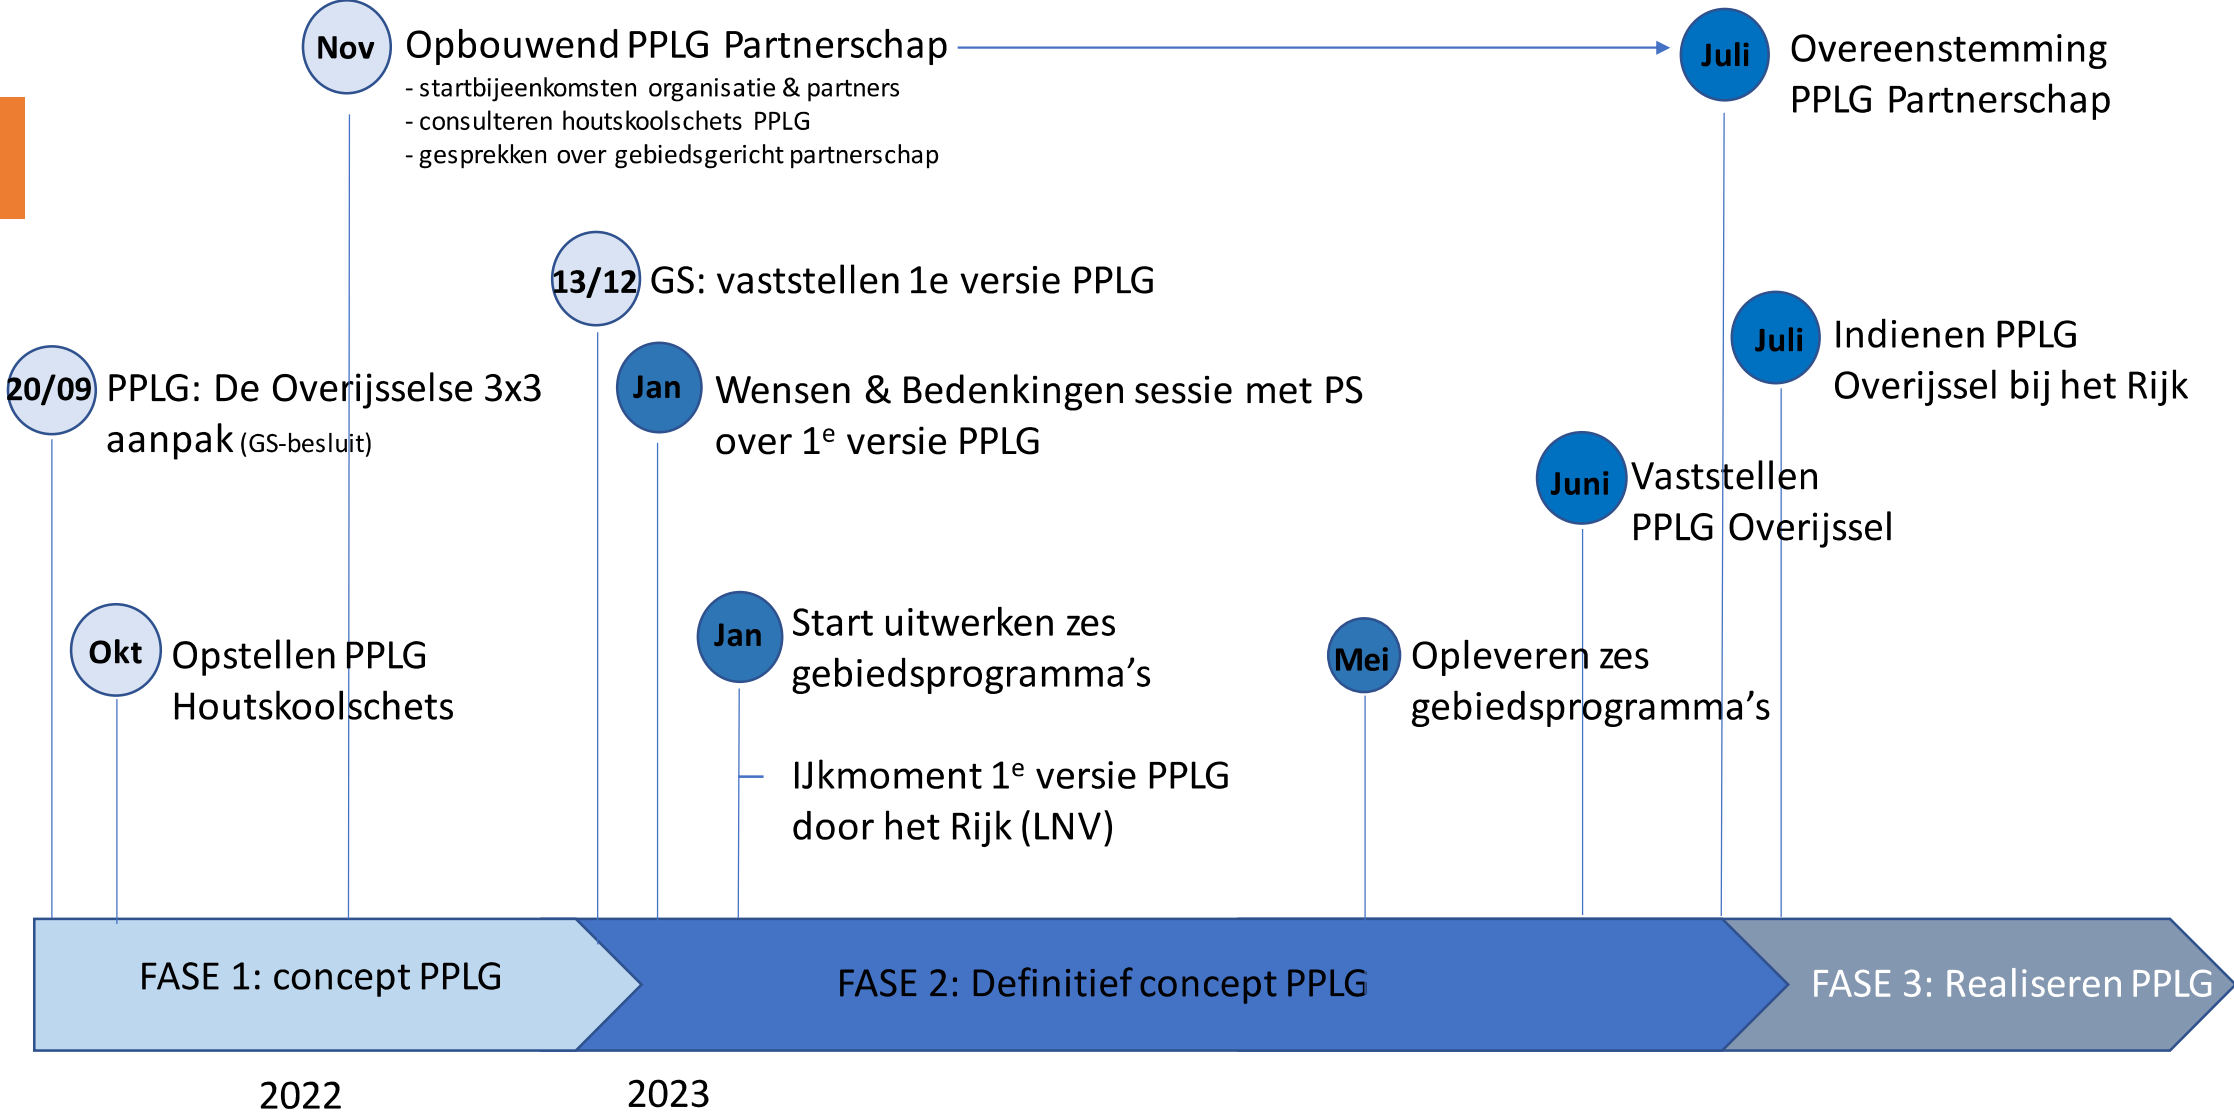 Nov
Opbouwend PPLG Partnerschap
- startbijeenkomsten organisatie & partners
- consulteren houtskoolschets PPLG
- gesprekken over gebiedsgericht partnerschap
Juli
Overeenstemming
PPLG Partnerschap
13/12
GS: vaststellen 1e versie PPLG
Juli
Indienen PPLG
Overijssel bij het Rijk
20/09
PPLG: De Overijsselse 3x3
aanpak (GS-besluit)
Jan
Wensen & Bedenkingen sessie met PS
over 1e versie PPLG
Juni
Vaststellen
PPLG Overijssel
Okt
Opstellen PPLG
Houtskoolschets
Jan
Start uitwerken zes
gebiedsprogramma’s
Mei
Opleveren zes
gebiedsprogramma’s
IJkmoment 1e versie PPLG
door het Rijk (LNV)
FASE 1: concept PPLG
FASE 2: Definitief concept PPLG
FASE 3: Realiseren PPLG
2022
2023